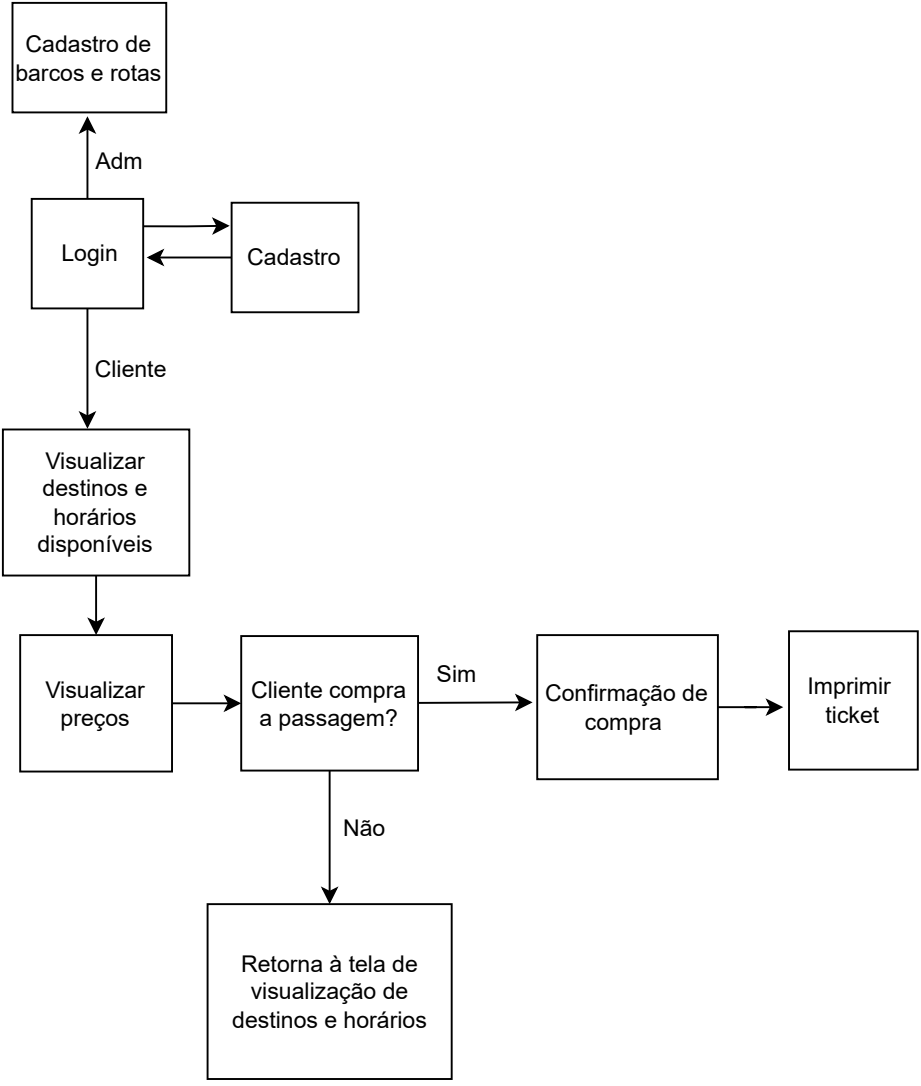 Cadastro de
barcos e rotas
Adm
Login
Cadastro
Cliente
Visualizar
destinos e
horários
disponíveis
Visualizar
preços
Cliente compra
a passagem?
Sim
Confirmação de
compra
Imprimir
ticket
Não
Retorna à tela de
visualização de
destinos e horários